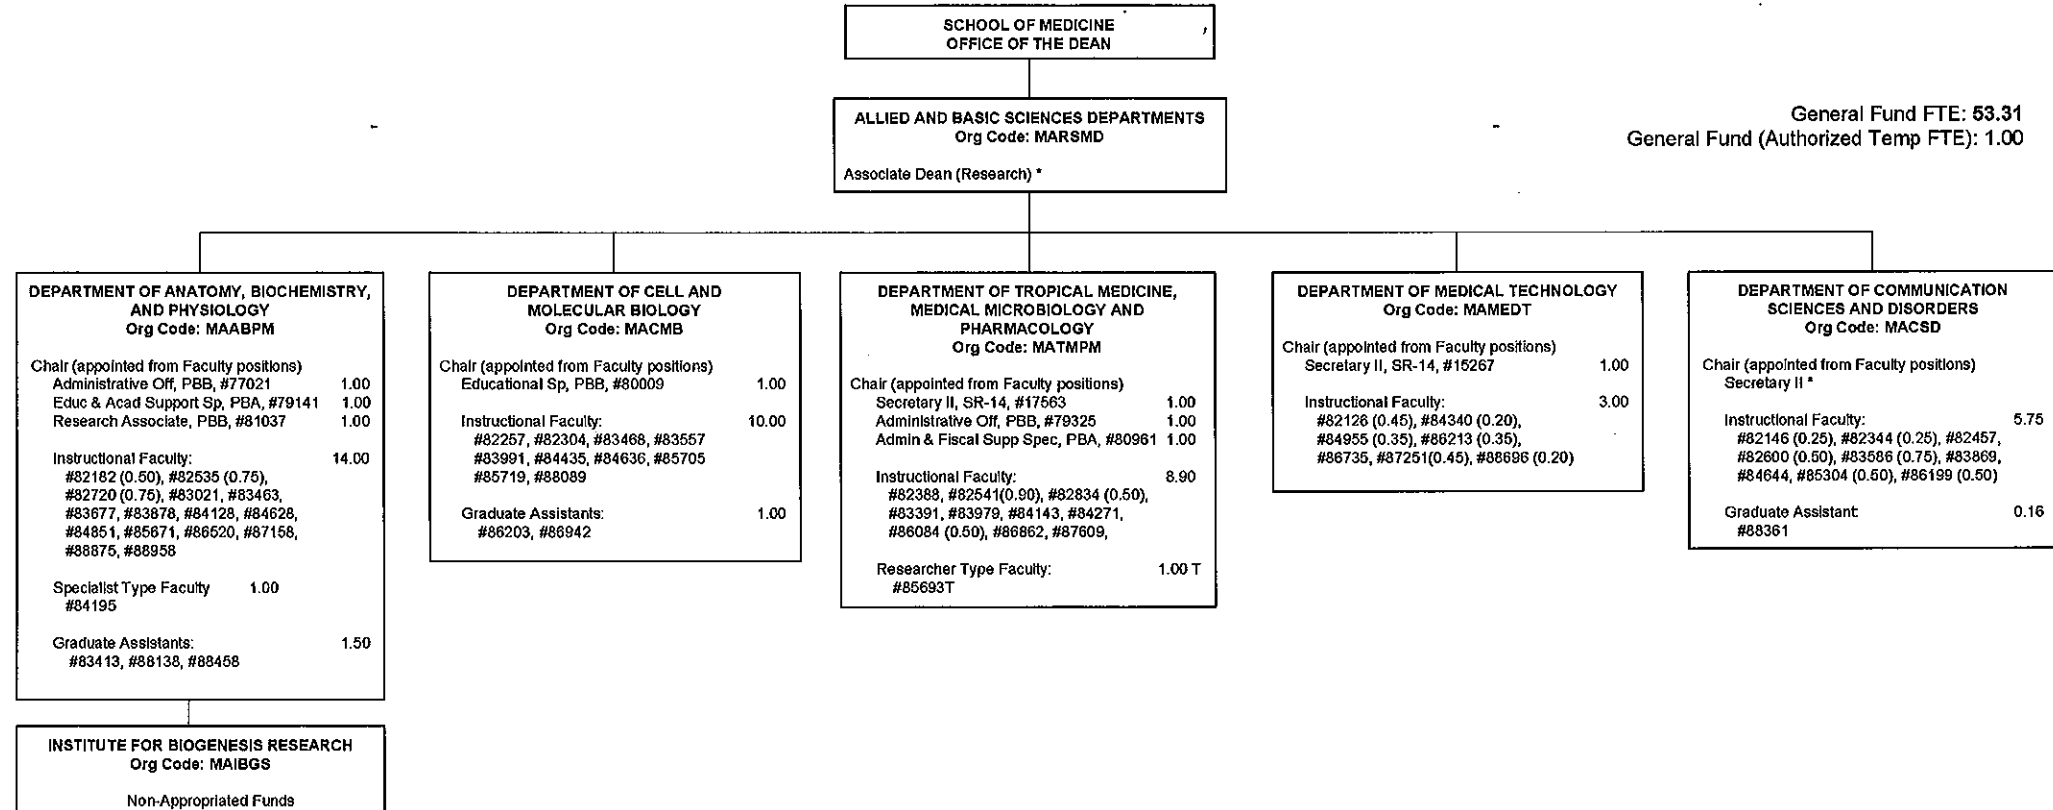 SCHOOL OF MEDICINE
OFFICE OF THE DEAN
ALLIED AND BASIC SCIENCES DEPARTMENTS
Org Code: MARSMD
Associate Dean (Research) *
General Fund FTE: 53.31
General Fund (Authorized Temp FTE): 1.00
DEPARTMENT OF ANATOMY, BIOCHEMISTRY,
AND PHYSIOLOGY
Org Code: MAABPM
Chair (appointed from Faculty positions)
Administrative Off, PBB, #77021 1.00
Educ & Acad Support Sp, PBA, #79141 1.00
Research Associate, PBB, #81037 1.00
Instructional Faculty: 14.00
#82182 (0.50), #82535 (0.75),
#82720 (0.75), #83021, #83463,
#83677, #83878, #84128, #84628,
#84851, #85671, #86520, #87158,
#88875, #88958
Specialist Type Faculty 1.00
#84195
Graduate Assistants: 1.50
#83413, #88138, #88458
INSTITUTE FOR BIOGENESIS RESEARCH
Org Code: MAIBGS
Non-Appropriated Funds
DEPARTMENT OF CELL AND
MOLECULAR BIOLOGY
Org Code: MACMB
Chair (appointed from Faculty positions)
Educational Sp, PBB, #80009 1.00
Instructional Faculty: 10.00
#82257, #82304, #83468, #83557
#83991, #84435, #84636, #85705
#85719, #88089
Graduate Assistants: 1.00
#86203, #86942
DEPARTMENT OF TROPICAL MEDICINE,
MEDICAL MICROBIOLOGY AND
PHARMACOLOGY
Org Code: MATMPM
Chair (appointed from Faculty positions)
Secretary II, SR-14, #17563 1.00
Administrative Off, PBB, #79325 1.00
Admin & Fiscal Supp Spec, PBA, #80961 1.00
Instructional Faculty: 8.90
#82388, #82541(0.90), #82834 (0.50),
#83391, #83979, #84143, #84271,
#86084 (0.50), #86862, #87609,
Researcher Type Faculty: 1.00 T
#85693T
DEPARTMENT OF MEDICAL TECHNOLOGY
Org Code: MAMEDT
Chair (appointed from Faculty positions)
Secretary II, SR-14, #15267 1.00
Instructional Faculty: 3.00
#82126 (0.45), #84340 (0.20),
#84955 (0.35), #86213 (0.35),
#86735, #87251(0.45), #88696 (0.20)
DEPARTMENT OF COMMUNICATION
SCIENCES AND DISORDERS
Org Code: MACSD
Chair (appointed from Faculty positions)
Secretary II *
Instructional Faculty: 5.75
#82146 (0.25), #82344 (0.25), #82457,
#82600 (0.50), #83586 (0.75), #83869,
#84644, #85304 (0.50), #86199 (0.50)
Graduate Assistant: 0.16
#88361